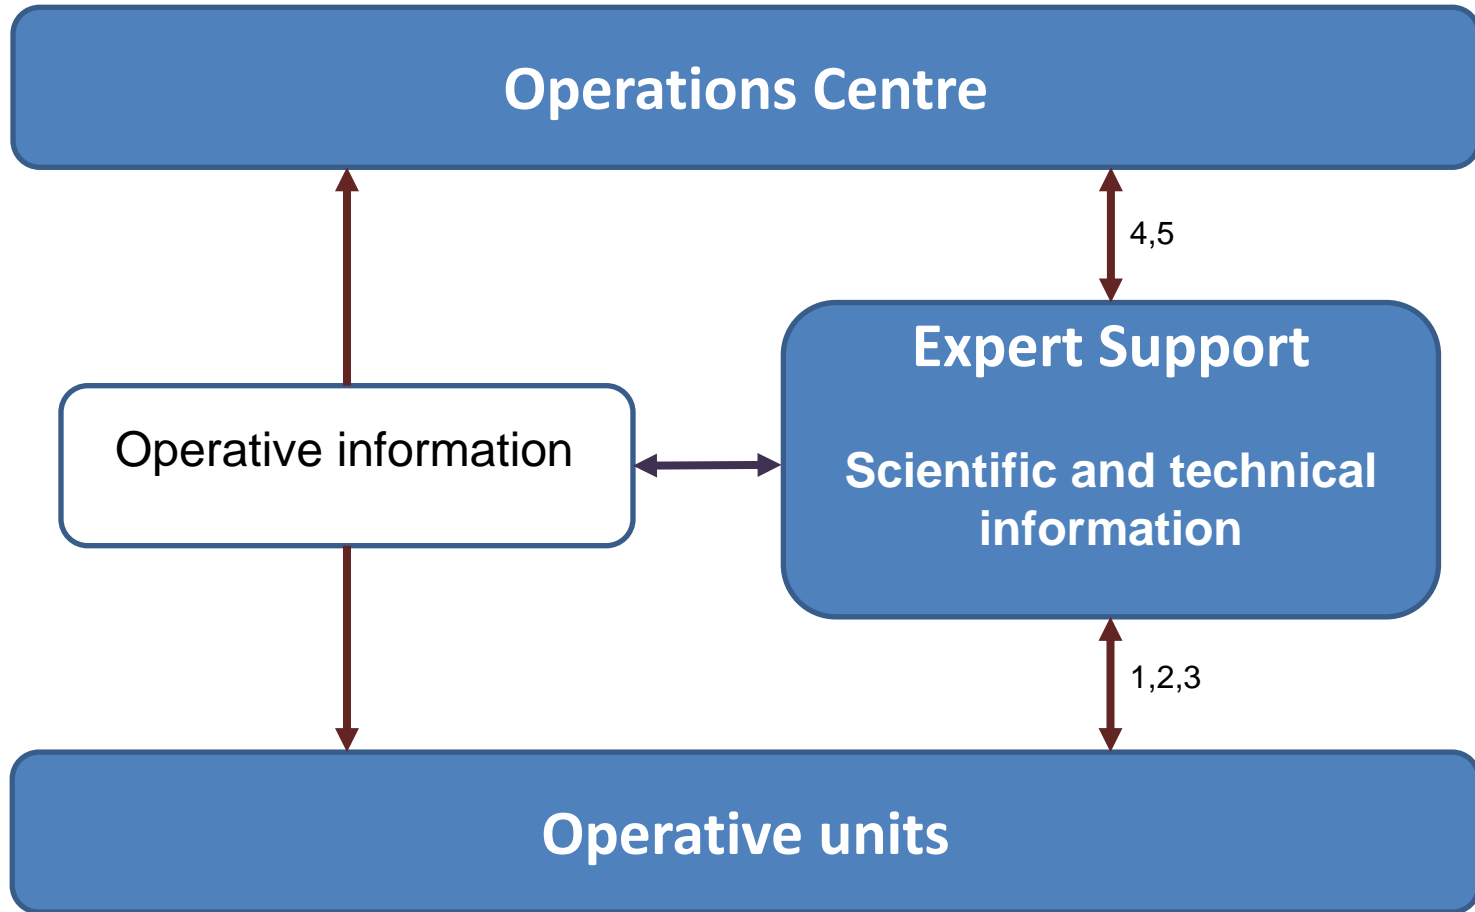 Operations Centre
4,5
Expert Support
Operative information
Scientific and technical
information
1,2,3
Operative units